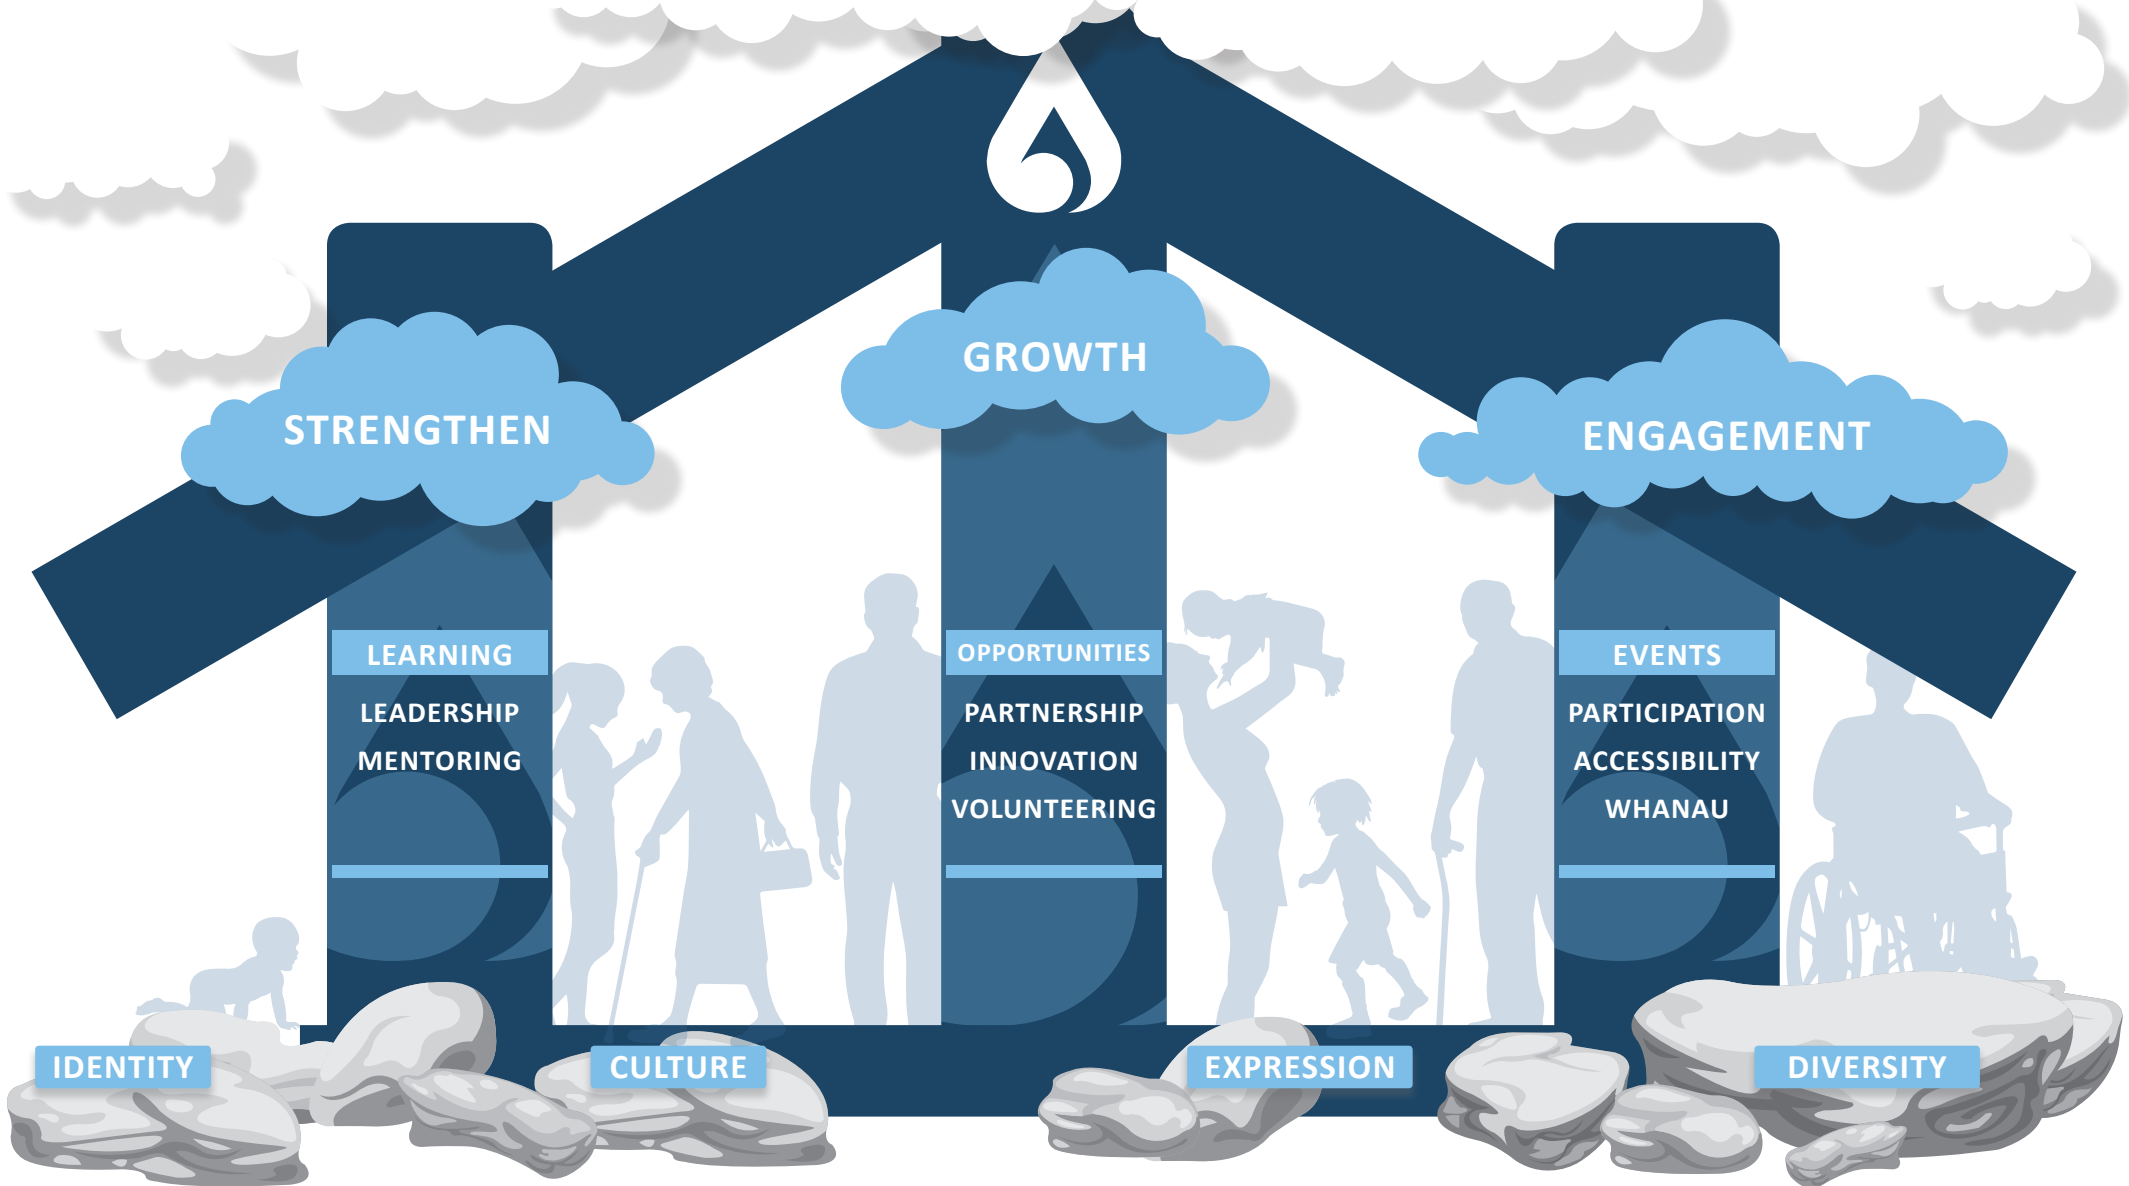 GROWTH
STRENGTHEN
ENGAGEMENT
LEARNING
LEADERSHIP
MENTORING
OPPORTUNITIES
PARTNERSHIP
INNOVATION
VOLUNTEERING
EVENTS
PARTICIPATION
ACCESSIBILITY
WHANAU
IDENTITY
CULTURE
EXPRESSION
DIVERSITY